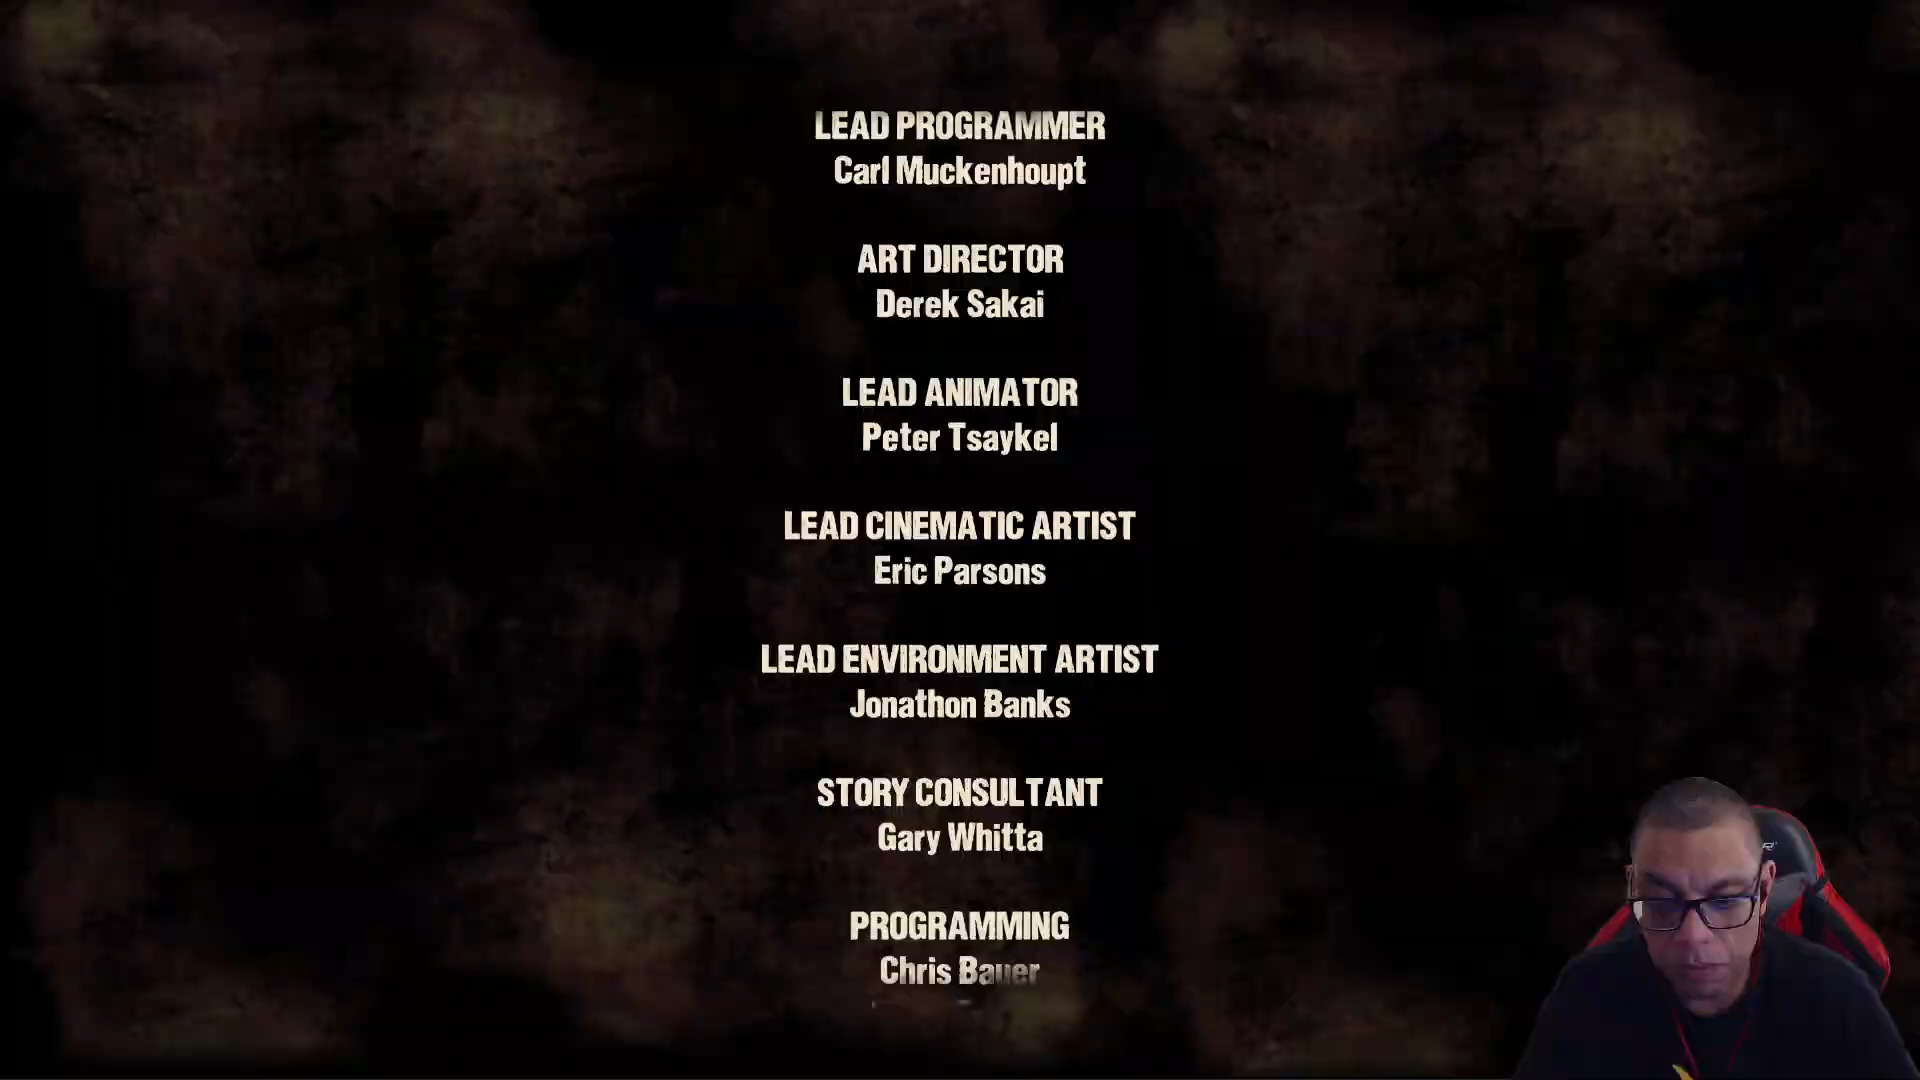 LEAD PROGRAMMER
Carl Muckenhoupt
ART DIRECTOR
Derek Sakai
LEAD ANIMATOR
Peter Tsaykel
LEAD CINEMATIC ARTIST
Eric Parsons
LEAD ENVIRONMENT ARTIST
Jonathon Banks
STORY CONSULTANT
Gary Whitta
PROGRAMMING
Chris Bauer